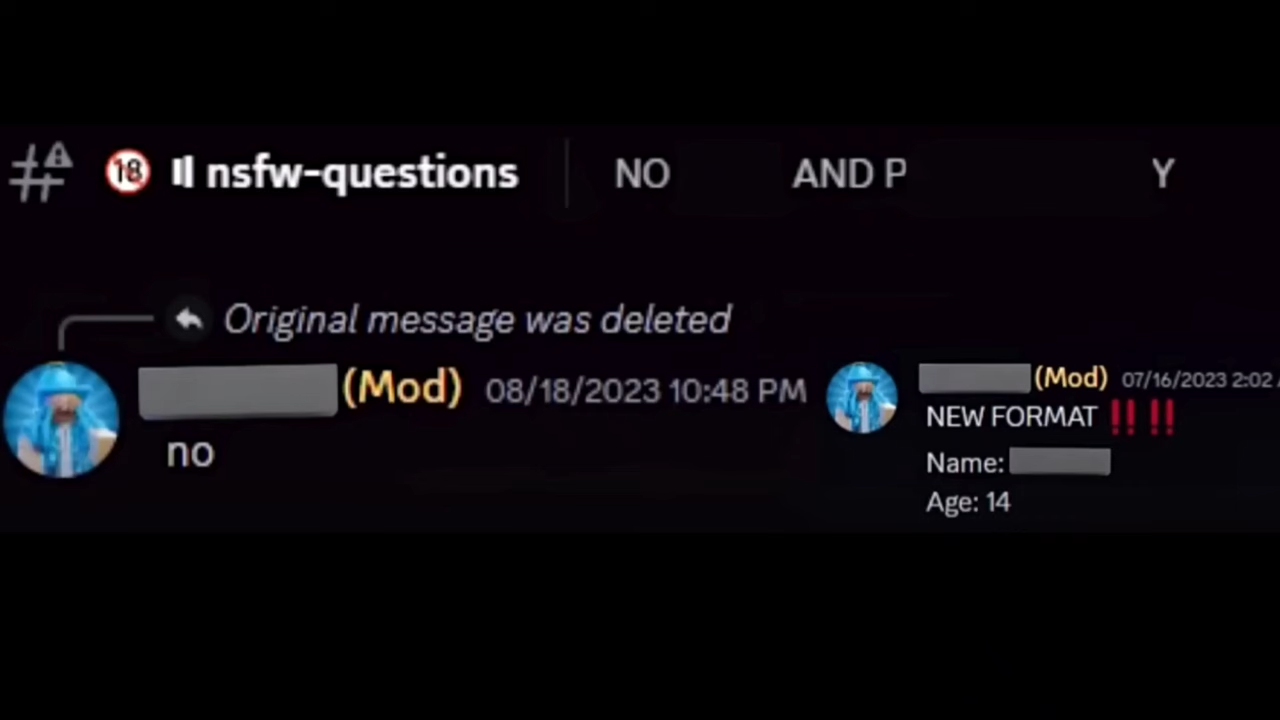 nsfw-questions NO AND P Y
Original message was deleted
(Mod) 08/18/2023 10:48 PM
no
(Mod) 07/16/2023 2:02
NEW FORMAT ‼️ ‼️
Name:
Age: 14